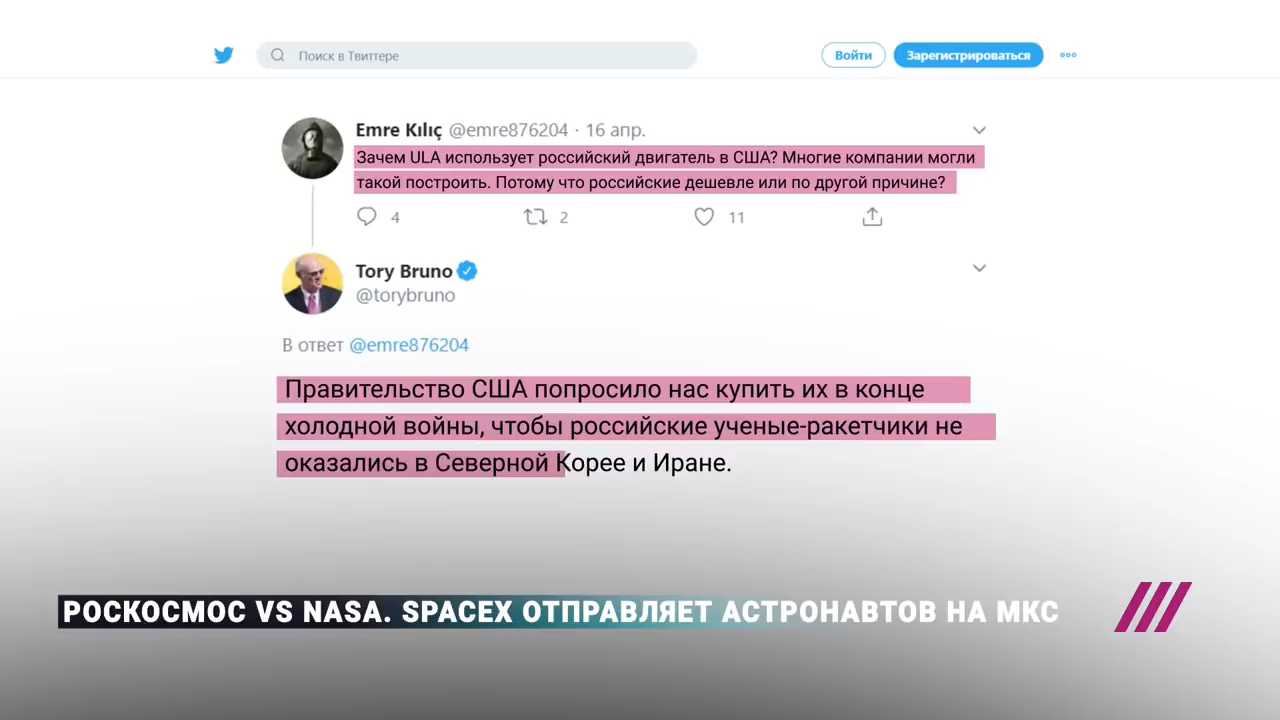 Поиск в Твиттере
Войти
Зарегистрироваться
Emre Kılıç @emre876204 · 16 апр.
Зачем ULA использует российский двигатель в США? Многие компании могли
такой построить. Потому что российские дешевле или по другой причине?
4 2 11
Tory Bruno
@torybruno
В ответ @emre876204
Правительство США попросило нас купить их в конце
холодной войны, чтобы российские ученые-ракетчики не
оказались в Северной Корее и Иране.
РОСКОСМОС VS NASA. SPACEX ОТПРАВЛЯЕТ АСТРОНАВТОВ НА МКС